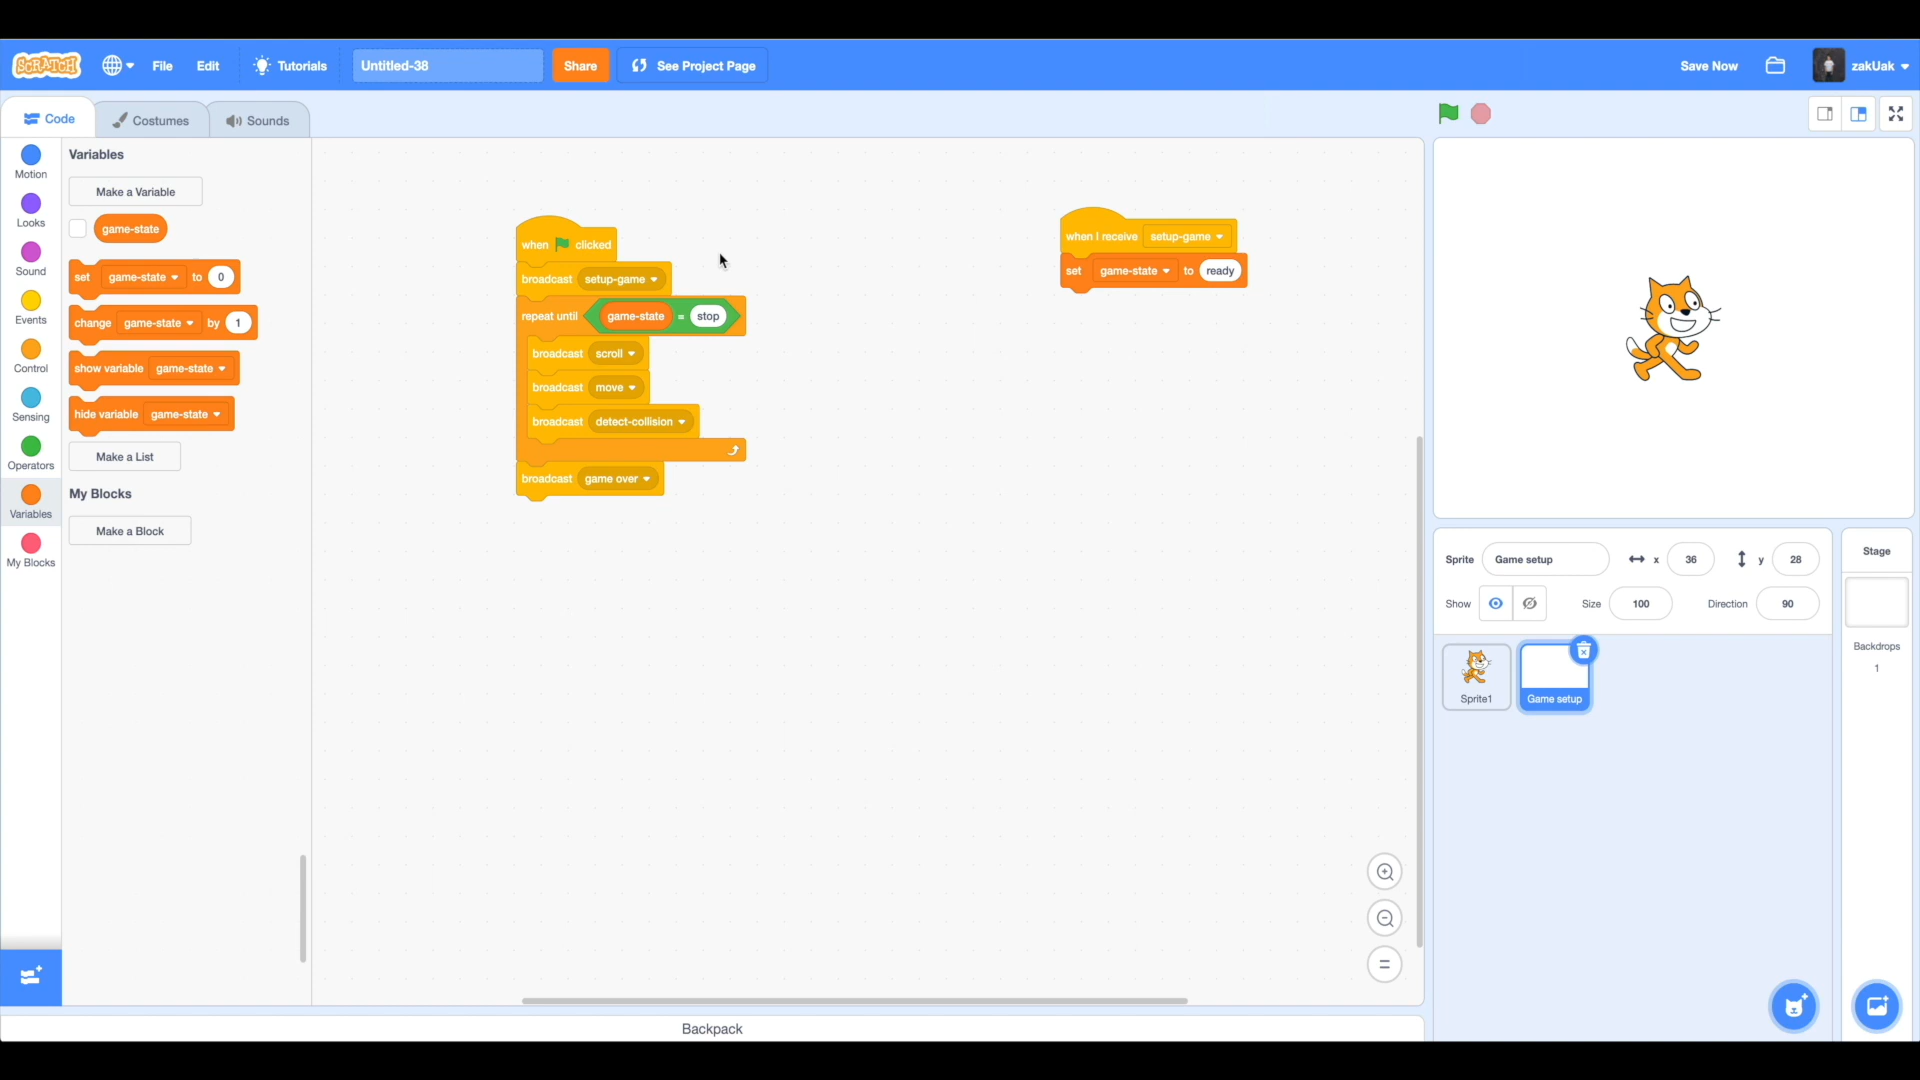 SCRATCH File Edit Tutorials Untitled-38 Share See Project Page Save Now zakUak
Code Costumes Sounds
Motion
Looks
Sound
Events
Control
Sensing
Operators
Variables
My Blocks
Variables
Make a Variable
game-state
set game-state to 0
change game-state by 1
show variable game-state
hide variable game-state
Make a List
My Blocks
Make a Block
when clicked
broadcast setup-game
repeat until game-state = stop
broadcast scroll
broadcast move
broadcast detect-collision
broadcast game over
when I receive setup-game
set game-state to ready
Backpack
Sprite Game setup x 36 y 28
Show Size 100 Direction 90
Sprite1
Game setup
Stage
Backdrops
1